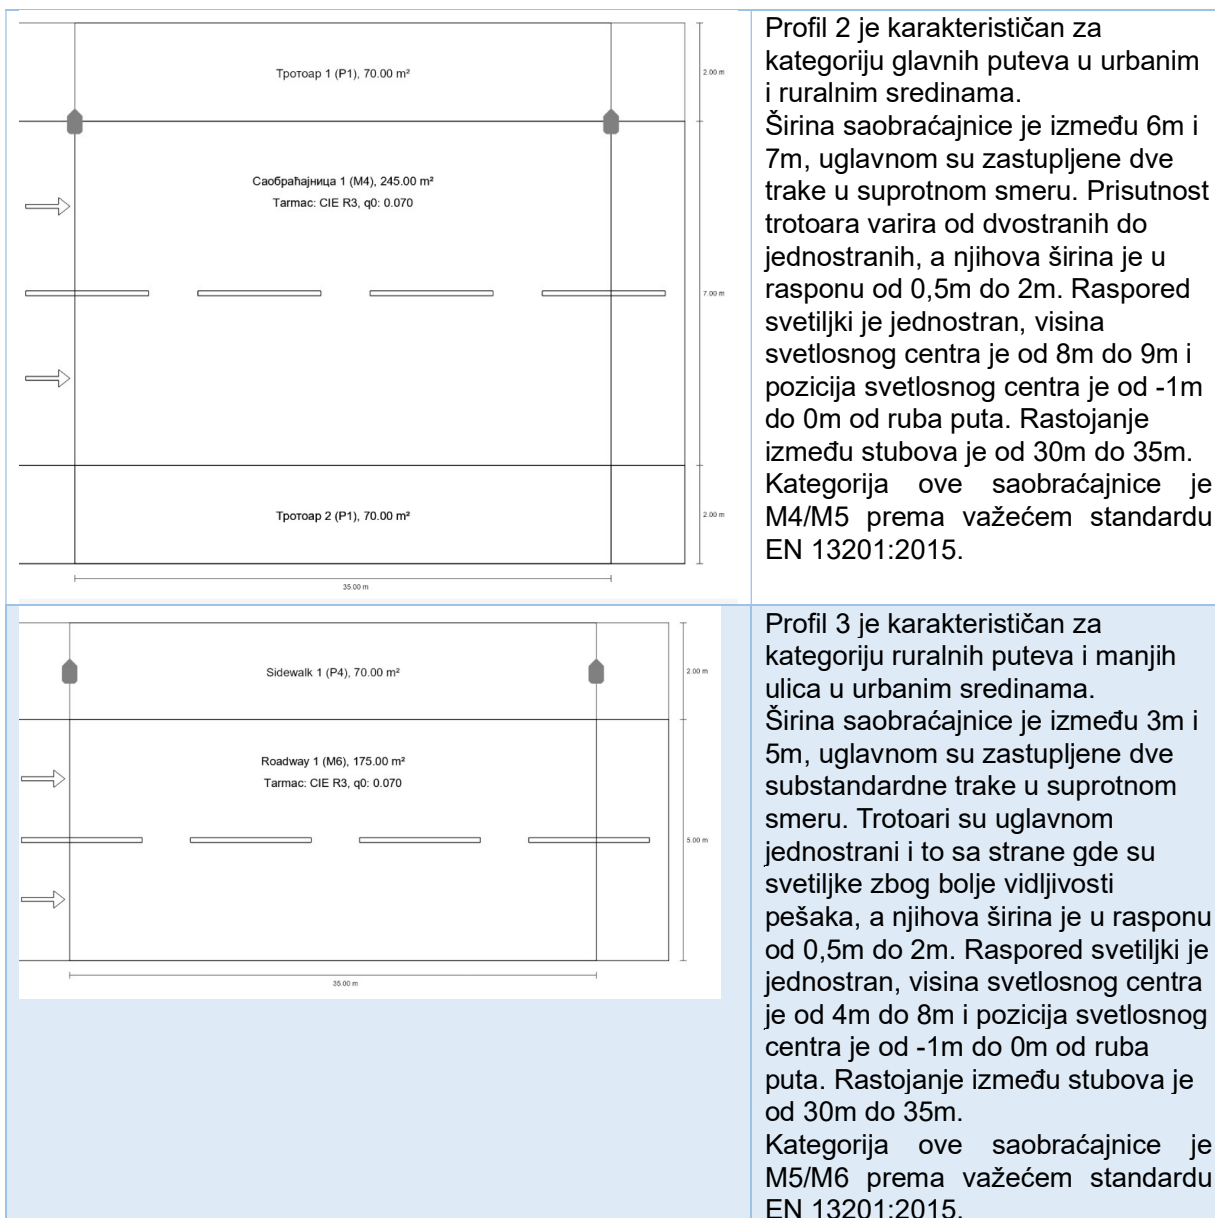 Тротоар 1 (P1), 70.00 m²
2.00 m
Саобраћајница 1 (M4), 245.00 m²
Tarmac: CIE R3, q0: 0.070
7.00 m
Тротоар 2 (P1), 70.00 m²
2.00 m
35.00 m
Profil 2 je karakterističan za
kategoriju glavnih puteva u urbanim
i ruralnim sredinama.
Širina saobraćajnice je između 6m i
7m, uglavnom su zastupljene dve
trake u suprotnom smeru. Prisutnost
trotoara varira od dvostranih do
jednostranih, a njihova širina je u
rasponu od 0,5m do 2m. Raspored
svetiljki je jednostran, visina
svetlosnog centra je od 8m do 9m i
pozicija svetlosnog centra je od -1m
do 0m od ruba puta. Rastojanje
između stubova je od 30m do 35m.
Kategorija ove saobraćajnice je
M4/M5 prema važećem standardu
EN 13201:2015.
Sidewalk 1 (P4), 70.00 m²
2.00 m
Roadway 1 (M6), 175.00 m²
Tarmac: CIE R3, q0: 0.070
5.00 m
35.00 m
Profil 3 je karakterističan za
kategoriju ruralnih puteva i manjih
ulica u urbanim sredinama.
Širina saobraćajnice je između 3m i
5m, uglavnom su zastupljene dve
substandardne trake u suprotnom
smeru. Trotoari su uglavnom
jednostrani i to sa strane gde su
svetiljke zbog bolje vidljivosti
pešaka, a njihova širina je u rasponu
od 0,5m do 2m. Raspored svetiljki je
jednostran, visina svetlosnog centra
je od 4m do 8m i pozicija svetlosnog
centra je od -1m do 0m od ruba
puta. Rastojanje između stubova je
od 30m do 35m.
Kategorija ove saobraćajnice je
M5/M6 prema važećem standardu
EN 13201:2015.